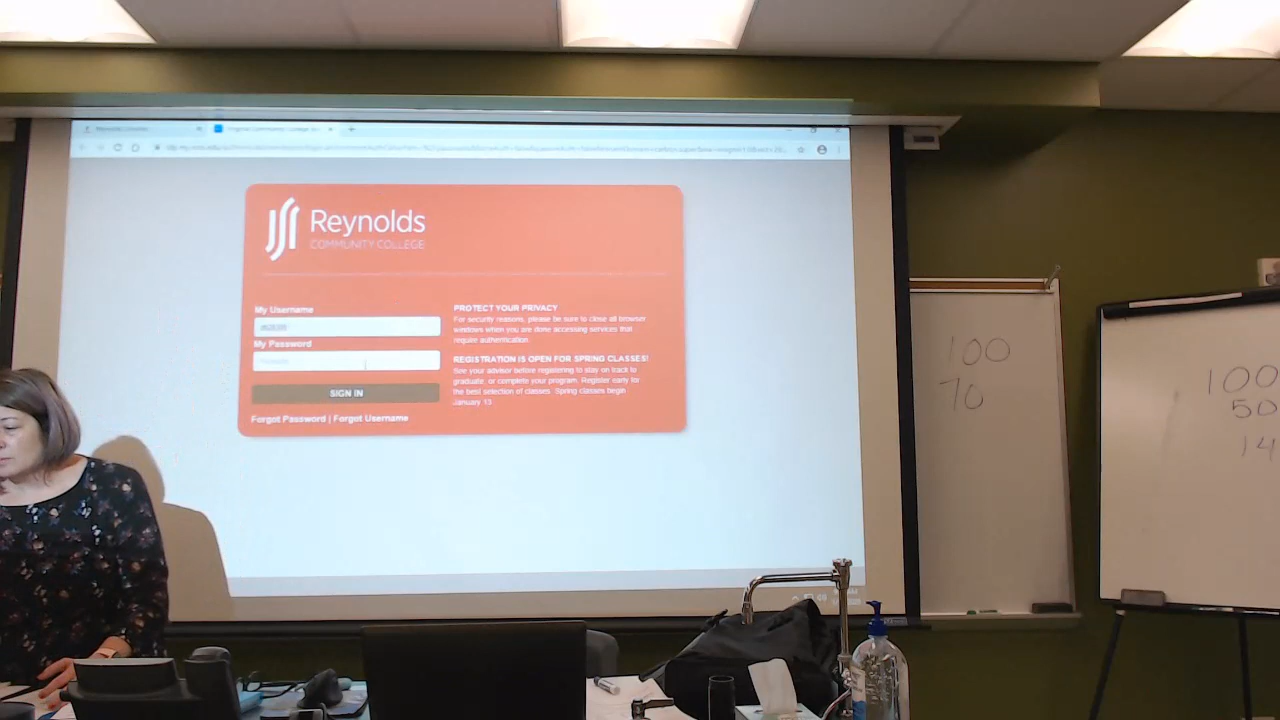 Reynolds
COMMUNITY COLLEGE
My Username
My Password
SIGN IN
Forgot Password | Forgot Username
PROTECT YOUR PRIVACY
For security reasons, please be sure to close all browser
windows when you are done accessing services that
require authentication.
REGISTRATION IS OPEN FOR SPRING CLASSES!
See your advisor before registering to stay on track to
graduate, or complete your program. Register early for
the best selection of classes. Spring classes begin
January 13
100
70
100
50
14